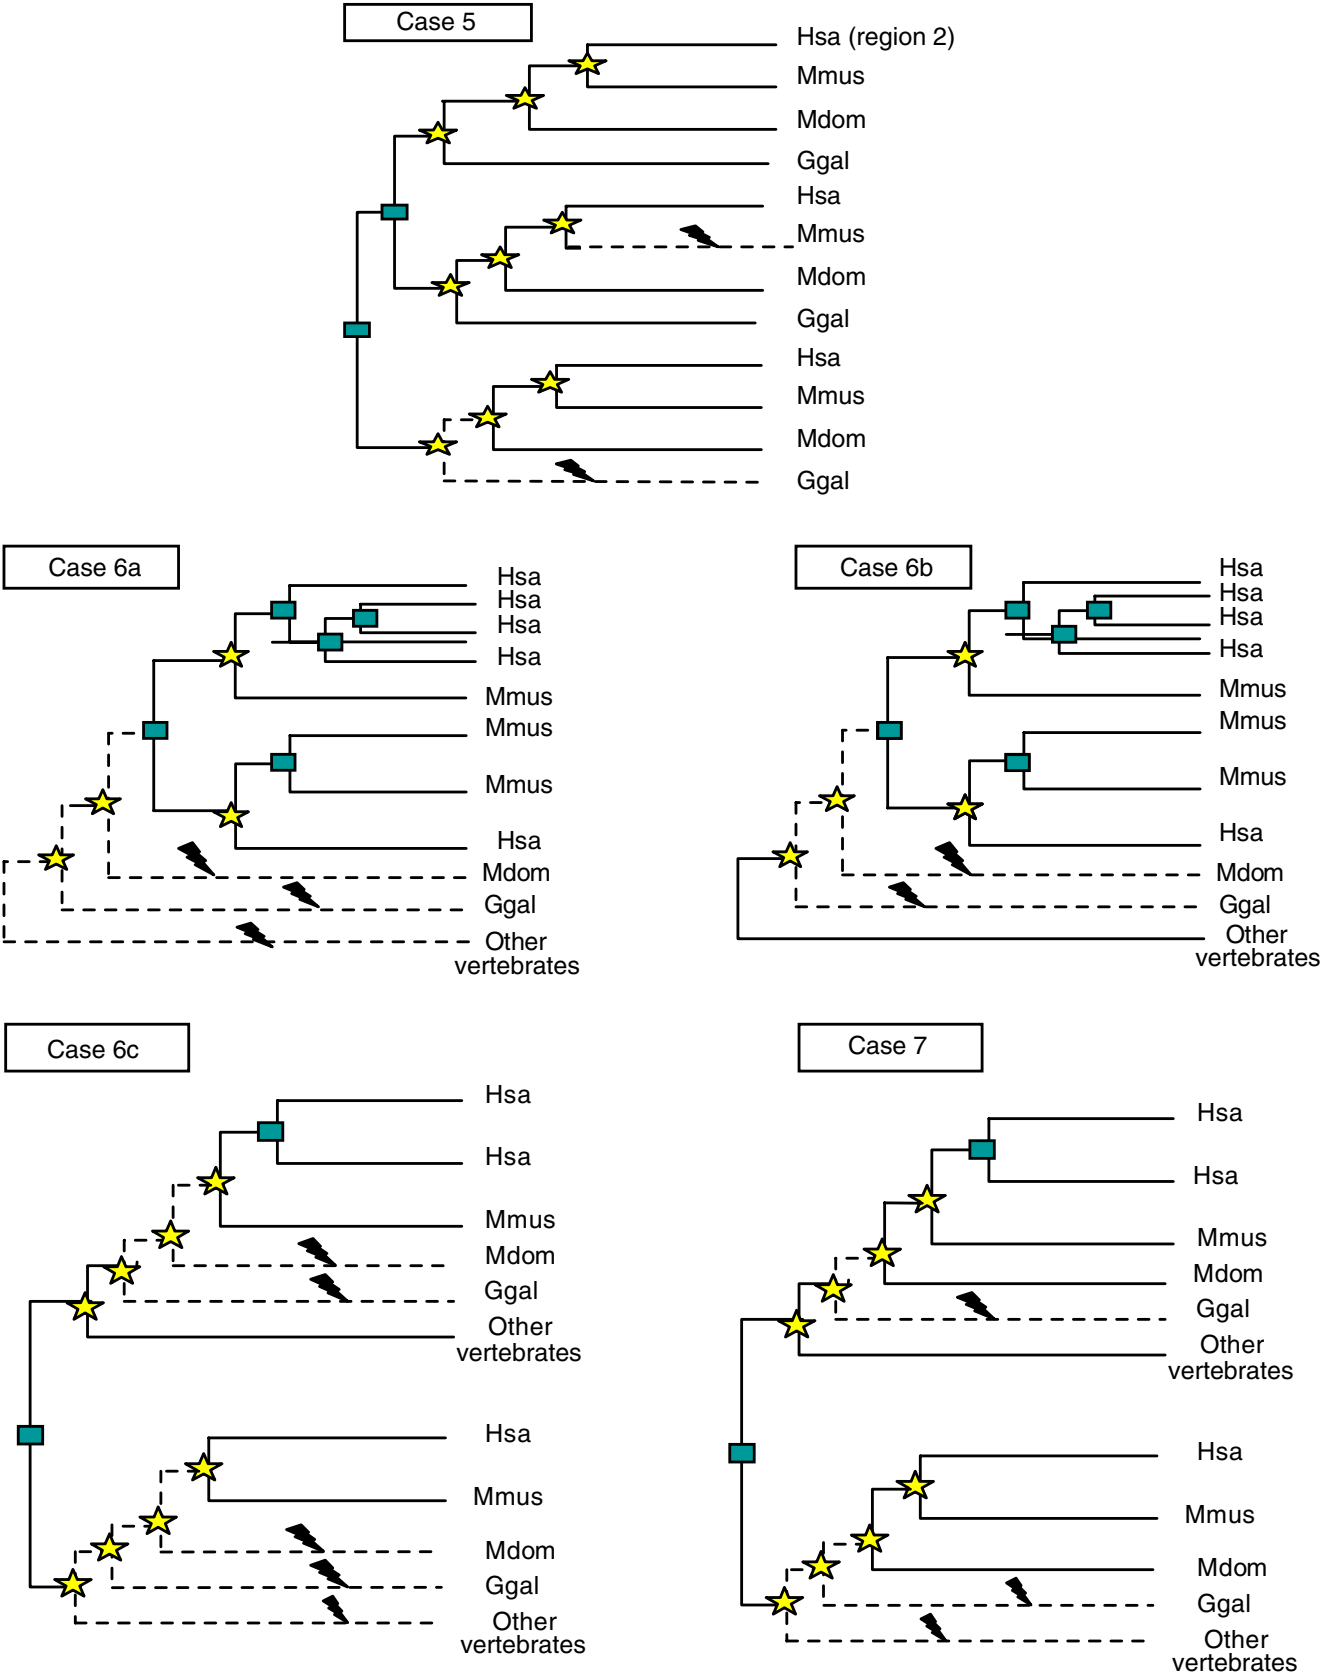 Case 5
Hsa (region 2)
Mmus
Mdom
Ggal
Hsa
Mmus
Mdom
Ggal
Hsa
Mmus
Mdom
Ggal
Case 6a
Hsa
Hsa
Hsa
Hsa
Mmus
Mmus
Mmus
Hsa
Mdom
Ggal
Other
vertebrates
Case 6b
Hsa
Hsa
Hsa
Hsa
Mmus
Mmus
Mmus
Hsa
Mdom
Ggal
Other
vertebrates
Case 6c
Hsa
Hsa
Mmus
Mdom
Ggal
Other
vertebrates
Hsa
Mmus
Mdom
Ggal
Other
vertebrates
Case 7
Hsa
Hsa
Mmus
Mdom
Ggal
Other
vertebrates
Hsa
Mmus
Mdom
Ggal
Other
vertebrates